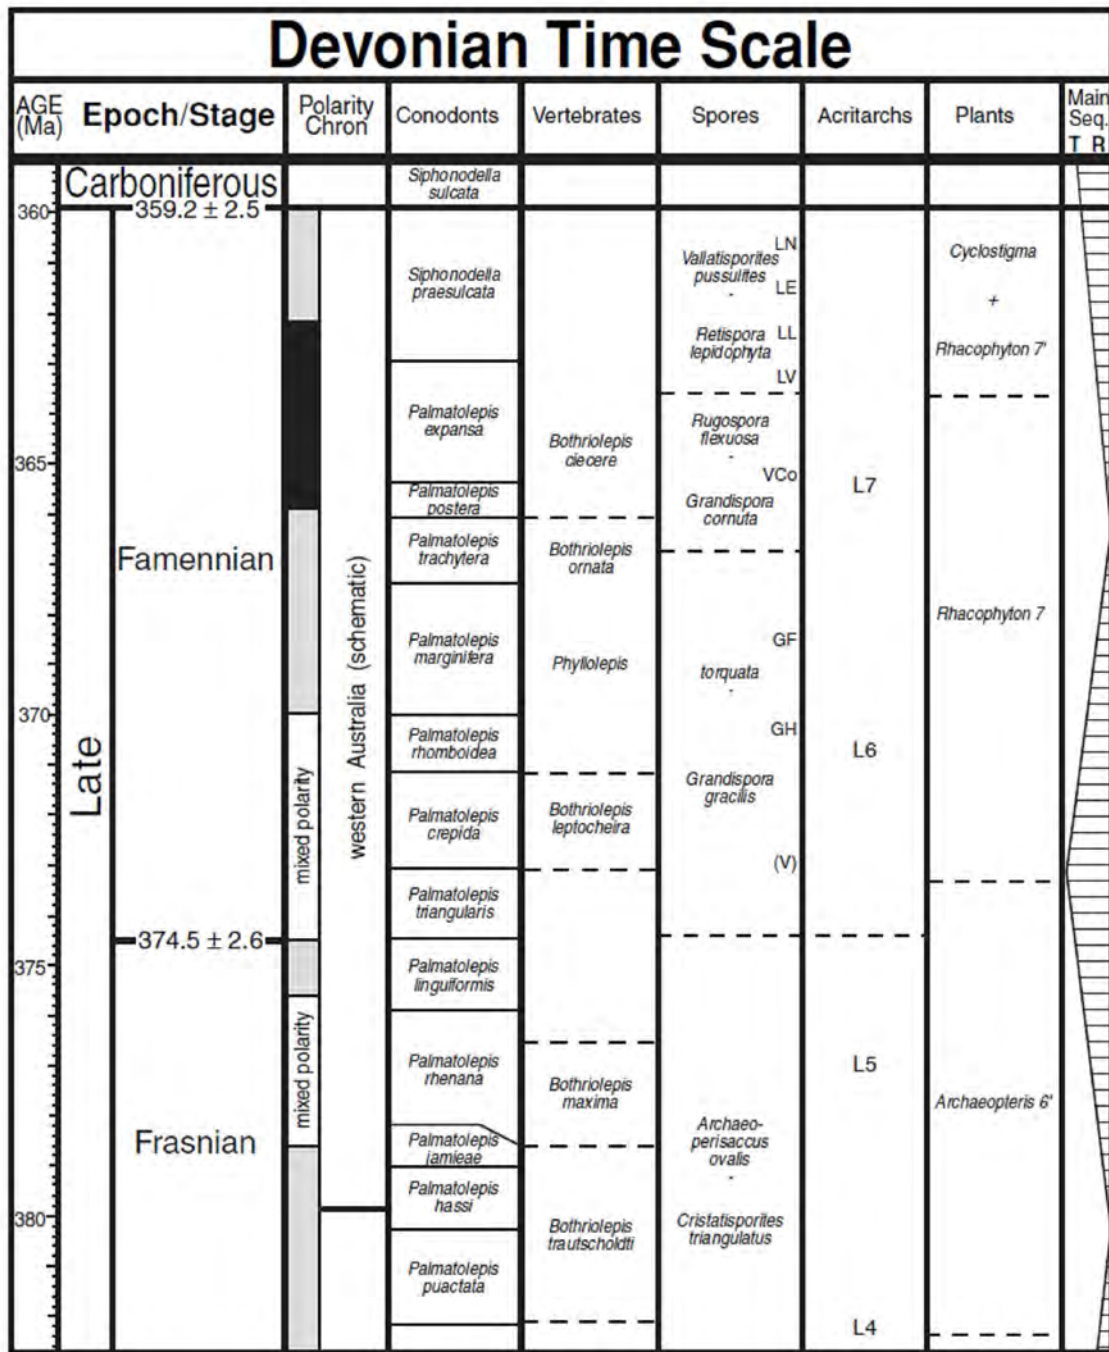 Devonian Time Scale
AGE
(Ma)
Epoch/Stage
Polarity
Chron
Conodonts
Vertebrates
Spores
Acritarchs
Plants
Main
Seq.
T R
Carboniferous
359.2 ± 2.5
374.5 ± 2.6
360
365
370
375
380
Late
Famennian
Frasnian
mixed polarity
mixed polarity
western Australia (schematic)
Siphonodella
sulcata
Siphonodella
praesulcata
Palmatolepis
expansa
Palmatolepis
postera
Palmatolepis
trachytera
Palmatolepis
marginifera
Palmatolepis
rhomboidea
Palmatolepis
crepida
Palmatolepis
triangularis
Palmatolepis
linguiformis
Palmatolepis
rhenana
Palmatolepis
jamieae
Palmatolepis
hassi
Palmatolepis
puactata
Bothriolepis
ciecere
Bothriolepis
ornata
Phyllolepis
Bothriolepis
leptocheira
Bothriolepis
maxima
Bothriolepis
trautscholdti
LN
Vallatisporites
pussulites
-
LE
Retispora LL
lepidophyta
LV
Rugospora
flexuosa
-
VCo
Grandispora
cornuta
GF
torquata
-
GH
Grandispora
gracilis
(V)
Archaeo-
perisaccus
ovalis
-
Cristatisporites
triangulatus
L7
L6
L5
L4
Cyclostigma
+
Rhacophyton 7'
Rhacophyton 7
Archaeopteris 6'